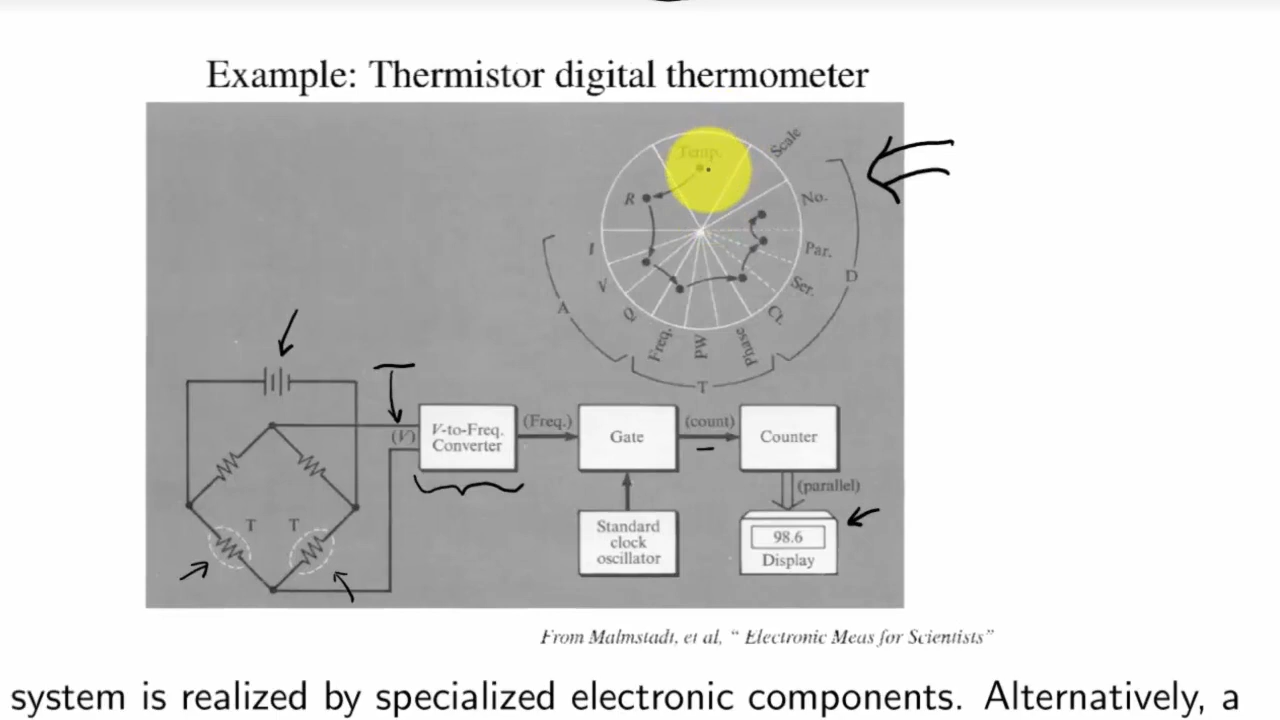 Example: Thermistor digital thermometer
Temp.
Scale
R
No.
I
Par.
V
Ser.
D
A
Q
Ct.
Freq.
PW
Phase
T
(V)
V-to-Freq.
Converter
(Freq.)
Gate
(count)
Counter
(parallel)
T T
Standard
clock
oscillator
98.6
Display
From Malmstadt, et al, “ Electronic Meas for Scientists”
system is realized by specialized electronic components. Alternatively, a